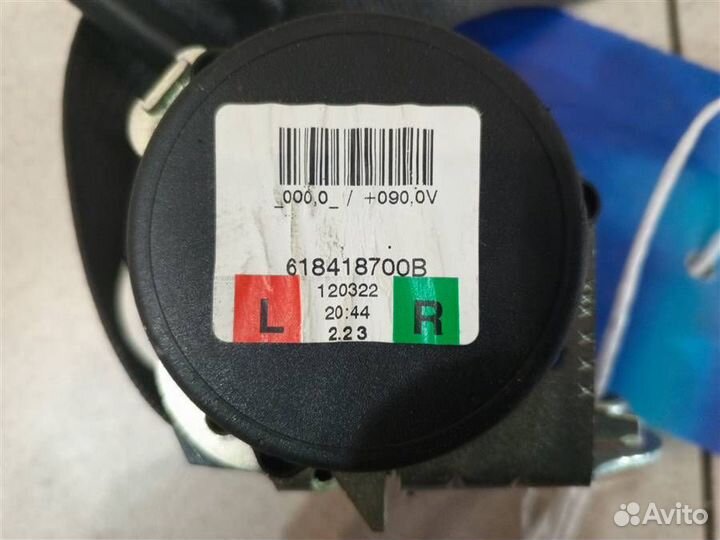 _000,0_ / +090,0V
618418700B
L
120322
R
20:44
2.23
Avito